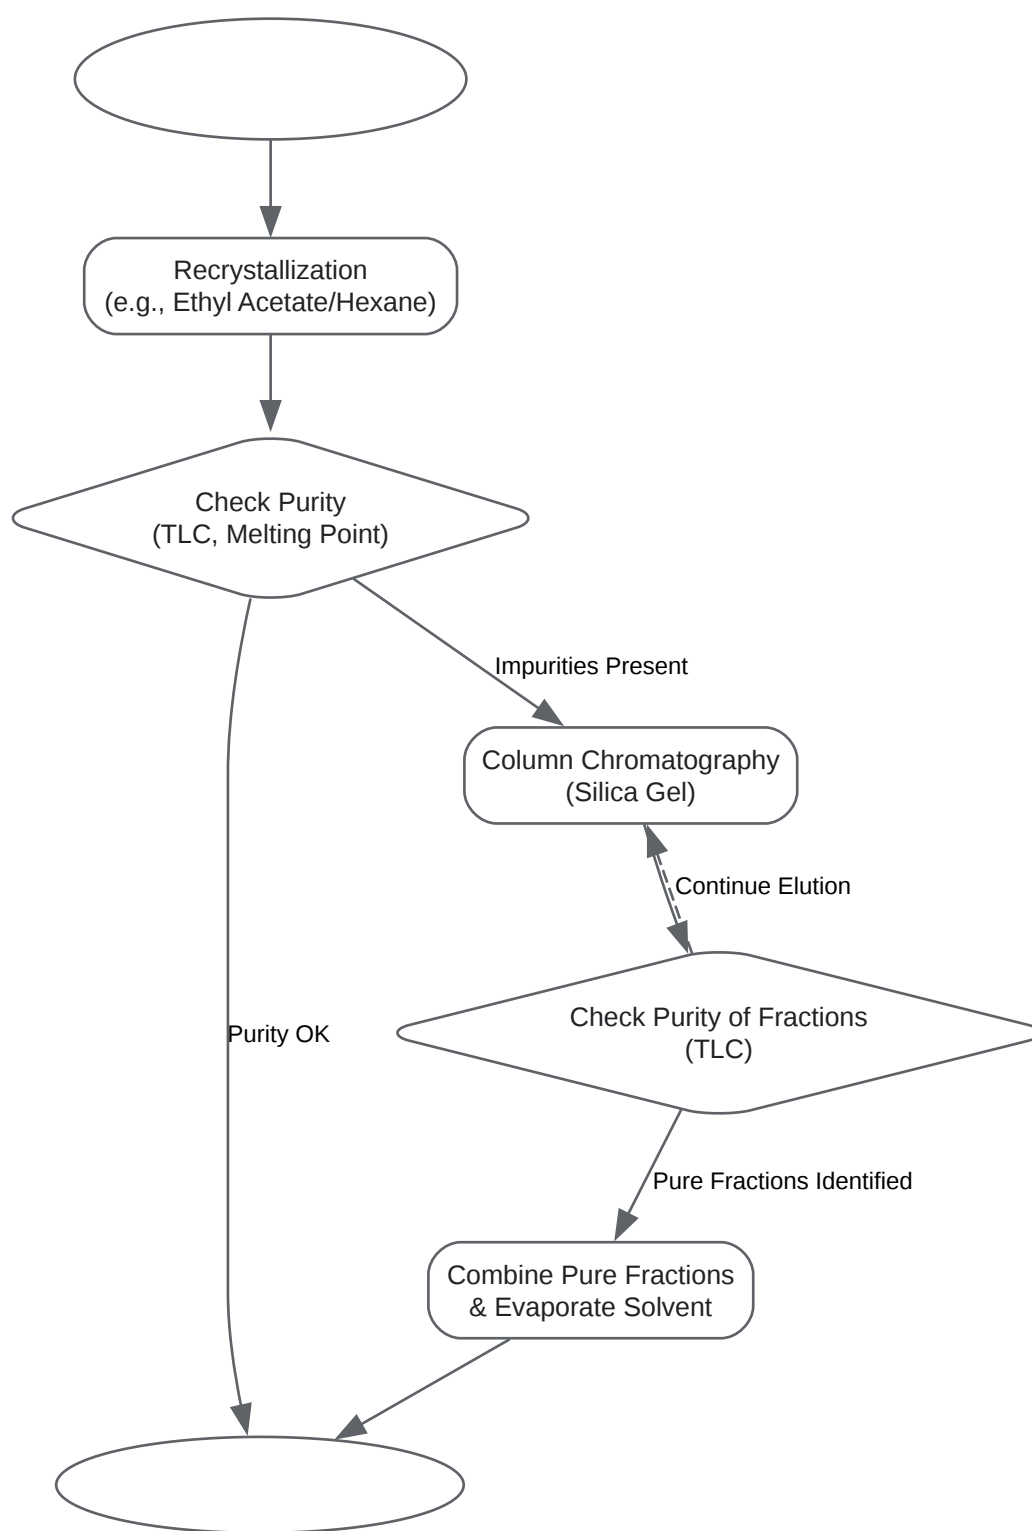 Recrystallization
(e.g., Ethyl Acetate/Hexane)
Check Purity
(TLC, Melting Point)
Impurities Present
Column Chromatography
(Silica Gel)
Continue Elution
Check Purity of Fractions
(TLC)
Purity OK
Pure Fractions Identified
Combine Pure Fractions
& Evaporate Solvent